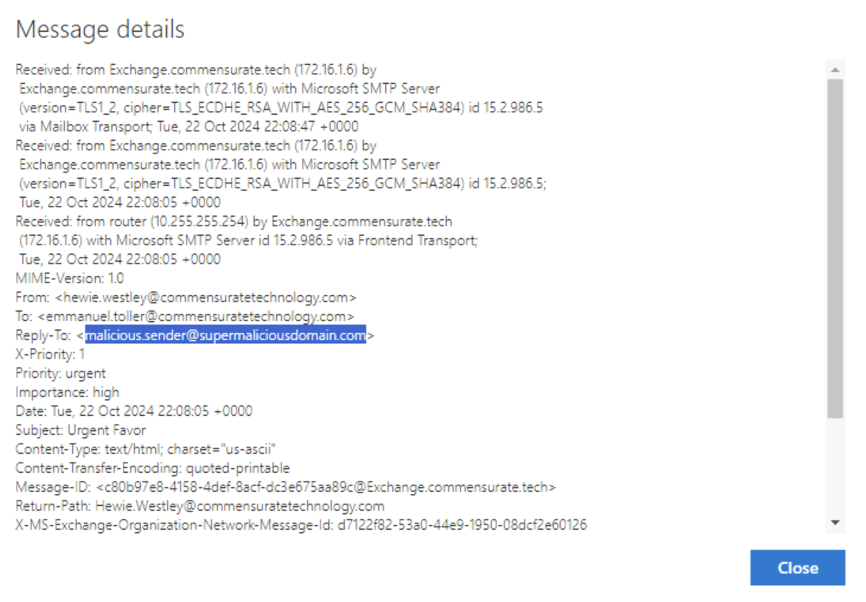 Message details
Received: from Exchange.commensurate.tech (172.16.1.6) by
Exchange.commensurate.tech (172.16.1.6) with Microsoft SMTP Server
(version=TLS1_2, cipher=TLS_ECDHE_RSA_WITH_AES_256_GCM_SHA384) id 15.2.986.5
via Mailbox Transport; Tue, 22 Oct 2024 22:08:47 +0000
Received: from Exchange.commensurate.tech (172.16.1.6) by
Exchange.commensurate.tech (172.16.1.6) with Microsoft SMTP Server
(version=TLS1_2, cipher=TLS_ECDHE_RSA_WITH_AES_256_GCM_SHA384) id 15.2.986.5;
Tue, 22 Oct 2024 22:08:05 +0000
Received: from router (10.255.255.254) by Exchange.commensurate.tech
(172.16.1.6) with Microsoft SMTP Server id 15.2.986.5 via Frontend Transport;
Tue, 22 Oct 2024 22:08:05 +0000
MIME-Version: 1.0
From: <hewie.westley@commensuratetechnology.com>
To: <emmanuel.toller@commensuratetechnology.com>
Reply-To: <malicious.sender@supermaliciousdomain.com>
X-Priority: 1
Priority: urgent
Importance: high
Date: Tue, 22 Oct 2024 22:08:05 +0000
Subject: Urgent Favor
Content-Type: text/html; charset="us-ascii"
Content-Transfer-Encoding: quoted-printable
Message-ID: <c80b97e8-4158-4def-8acf-dc3e675aa89c@Exchange.commensurate.tech>
Return-Path: Hewie.Westley@commensuratetechnology.com
X-MS-Exchange-Organization-Network-Message-Id: d7122f82-53a0-44e9-1950-08dcf2e60126
Close